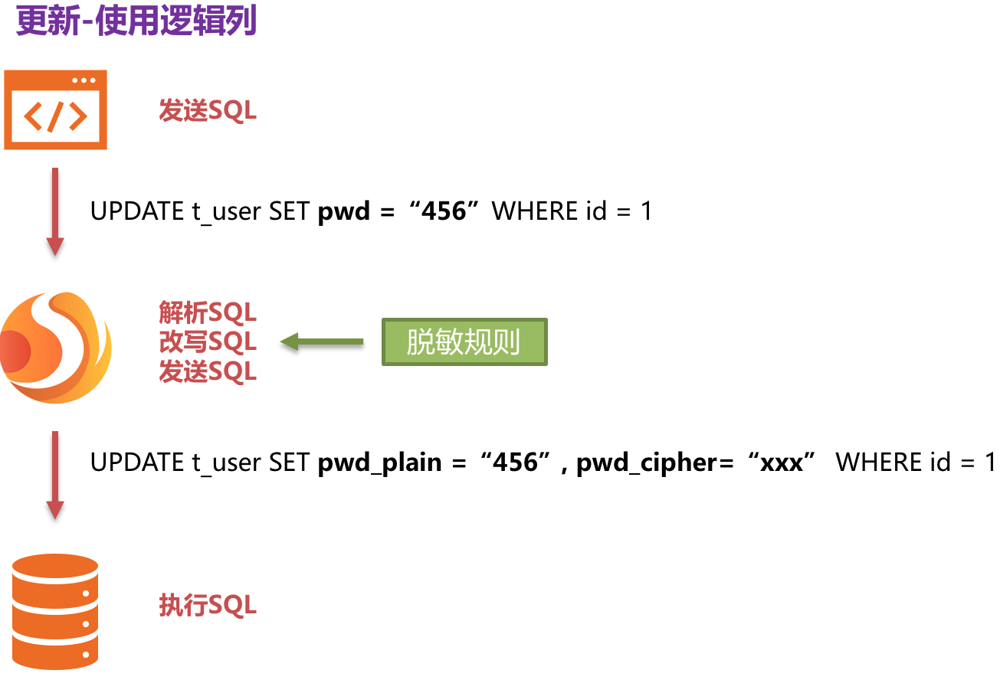 更新-使用逻辑列
发送SQL
UPDATE t_user SET pwd = “456” WHERE id = 1
解析SQL
改写SQL
发送SQL
脱敏规则
UPDATE t_user SET pwd_plain = “456”, pwd_cipher= “xxx” WHERE id = 1
执行SQL